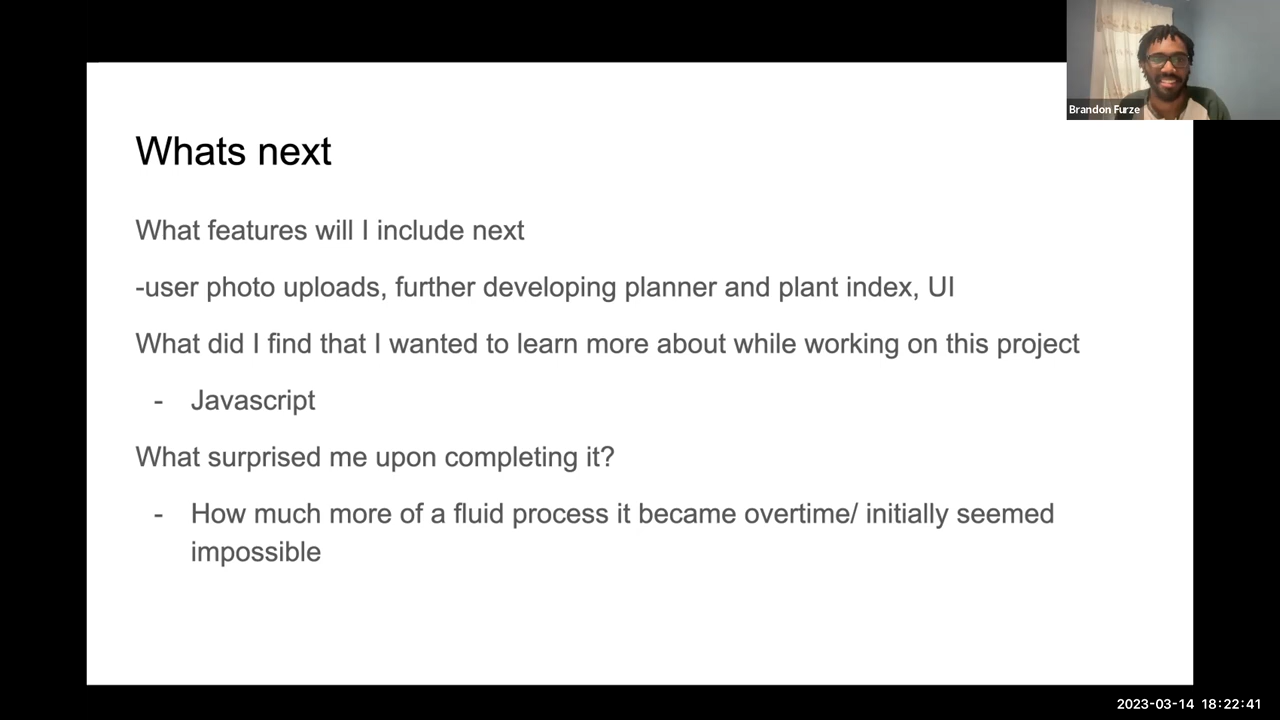 Brandon Furze
Whats next
What features will I include next
-user photo uploads, further developing planner and plant index, UI
What did I find that I wanted to learn more about while working on this project
- Javascript
What surprised me upon completing it?
- How much more of a fluid process it became overtime/ initially seemed
impossible
2023-03-14 18:22:41